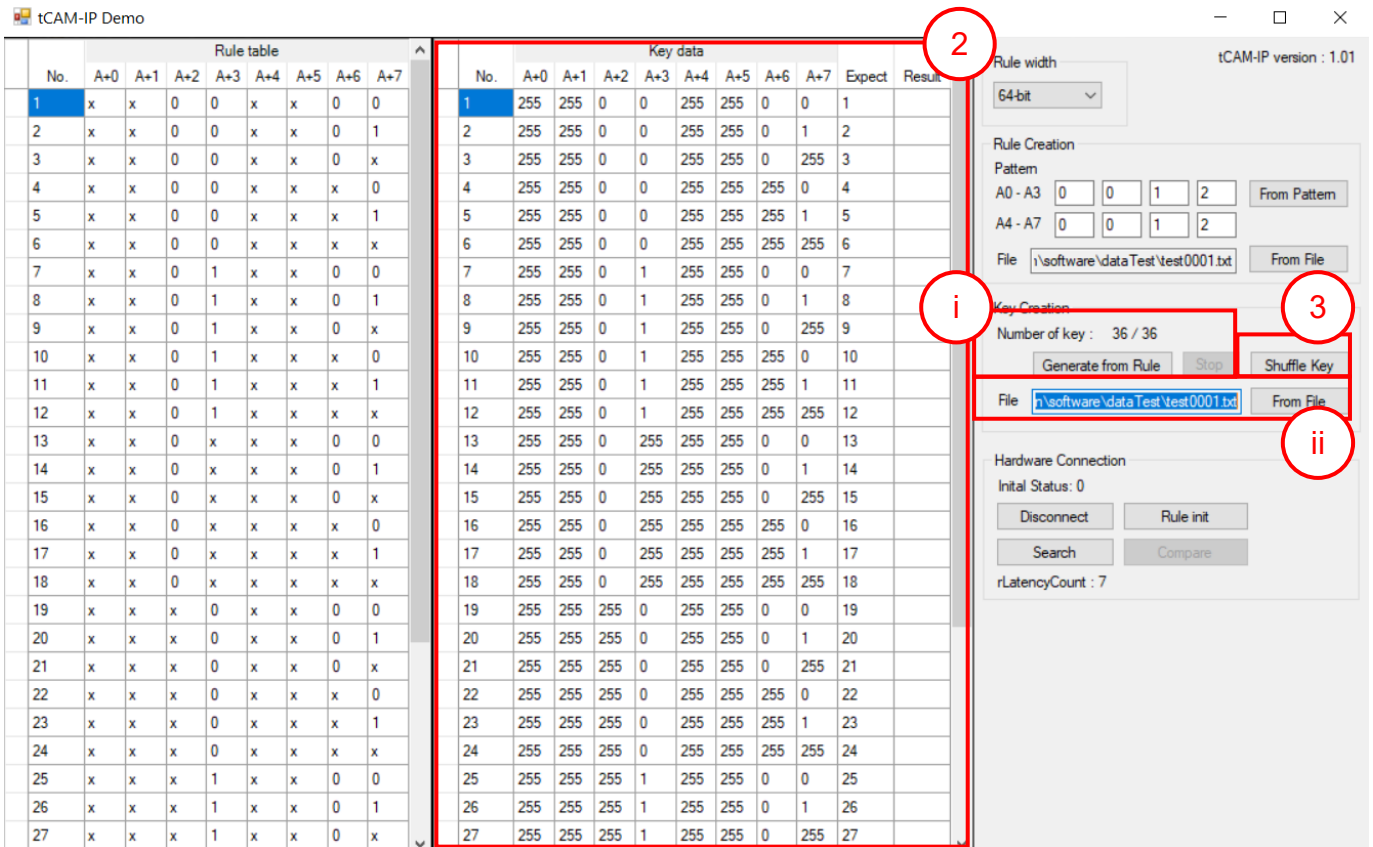 tCAM-IP Demo
Rule table
No. A+0 A+1 A+2 A+3 A+4 A+5 A+6 A+7
1 x x 0 0 x x 0 0
2 x x 0 0 x x 0 1
3 x x 0 0 x x 0 x
4 x x 0 0 x x x 0
5 x x 0 0 x x x 1
6 x x 0 0 x x x x
7 x x 0 1 x x 0 0
8 x x 0 1 x x 0 1
9 x x 0 1 x x 0 x
10 x x 0 1 x x x 0
11 x x 0 1 x x x 1
12 x x 0 1 x x x x
13 x x 0 x x x 0 0
14 x x 0 x x x 0 1
15 x x 0 x x x 0 x
16 x x 0 x x x x 0
17 x x 0 x x x x 1
18 x x 0 x x x x x
19 x x x 0 x x 0 0
20 x x x 0 x x 0 1
21 x x x 0 x x 0 x
22 x x x 0 x x x 0
23 x x x 0 x x x 1
24 x x x 0 x x x x
25 x x x 1 x x 0 0
26 x x x 1 x x 0 1
27 x x x 1 x x 0 x
Key data
No. A+0 A+1 A+2 A+3 A+4 A+5 A+6 A+7 Expect Result
1 255 255 0 0 255 255 0 0 1
2 255 255 0 0 255 255 0 1 2
3 255 255 0 0 255 255 0 255 3
4 255 255 0 0 255 255 255 0 4
5 255 255 0 0 255 255 255 1 5
6 255 255 0 0 255 255 255 255 6
7 255 255 0 1 255 255 0 0 7
8 255 255 0 1 255 255 0 1 8
9 255 255 0 1 255 255 0 255 9
10 255 255 0 1 255 255 255 0 10
11 255 255 0 1 255 255 255 1 11
12 255 255 0 1 255 255 255 255 12
13 255 255 0 255 255 255 0 0 13
14 255 255 0 255 255 255 0 1 14
15 255 255 0 255 255 255 0 255 15
16 255 255 0 255 255 255 255 0 16
17 255 255 0 255 255 255 255 1 17
18 255 255 0 255 255 255 255 255 18
19 255 255 255 0 255 255 0 0 19
20 255 255 255 0 255 255 0 1 20
21 255 255 255 0 255 255 0 255 21
22 255 255 255 0 255 255 255 0 22
23 255 255 255 0 255 255 255 1 23
24 255 255 255 0 255 255 255 255 24
25 255 255 255 1 255 255 0 0 25
26 255 255 255 1 255 255 0 1 26
27 255 255 255 1 255 255 0 255 27
2
tCAM-IP version : 1.01
Rule width
64-bit
Rule Creation
Pattern
A0 - A3 0 0 1 2 From Pattern
A4 - A7 0 0 1 2
File \software\dataTest\test0001.txt From File
i
3
Key Creation
Number of key : 36 / 36
Generate from Rule Stop Shuffle Key
File n\software\dataTest\test0001.txt From File
ii
Hardware Connection
Inital Status: 0
Disconnect Rule init
Search Compare
rLatencyCount : 7